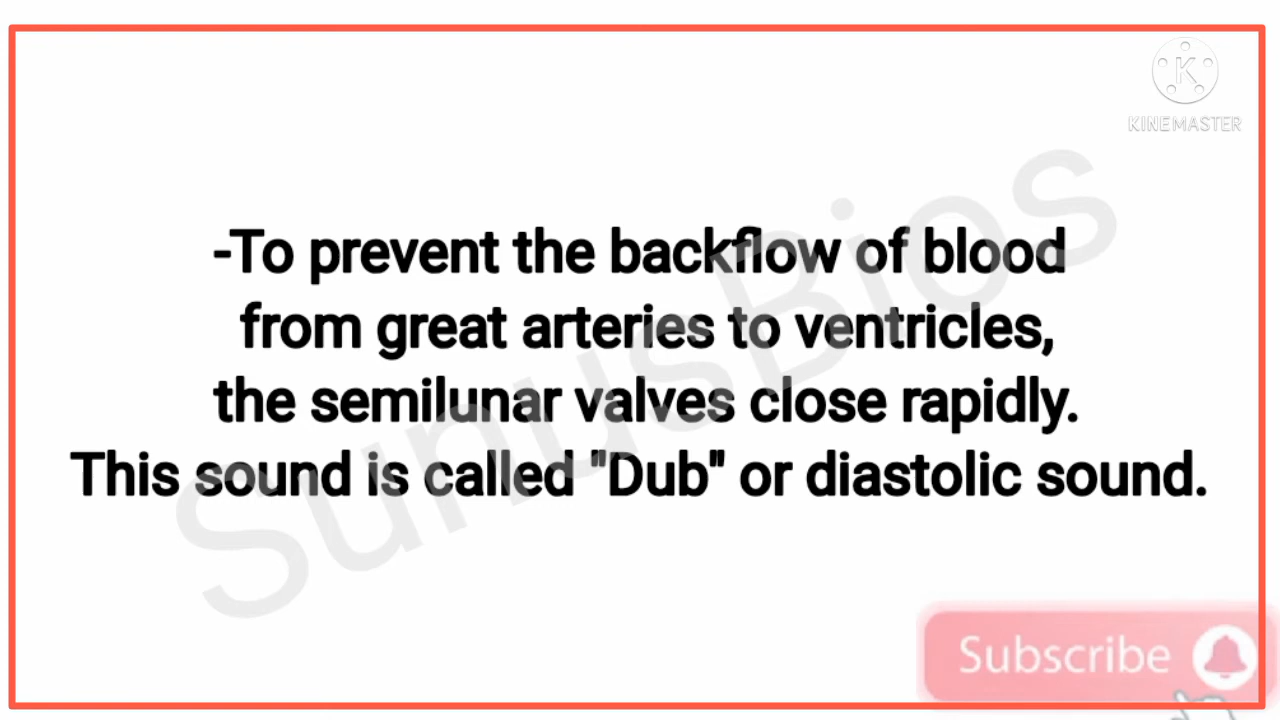 K
KINEMASTER
-To prevent the backflow of blood
from great arteries to ventricles,
the semilunar valves close rapidly.
This sound is called "Dub" or diastolic sound.
SunusBios
Subscribe